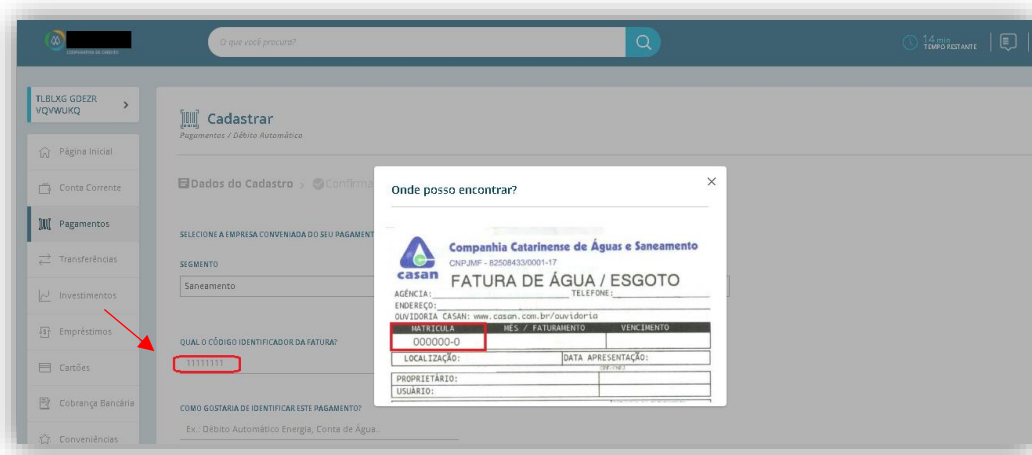 O que você procura?
14 min
TEMPO RESTANTE
TLBLXG GDEZR
VQVWUKQ
Página Inicial
Conta Corrente
Pagamentos
Transferências
Investimentos
Empréstimos
Cartões
Cobrança Bancária
Conveniências
Cadastrar
Pagamentos / Débito Automático
Dados do Cadastro > Confirma
SELECIONE A EMPRESA CONVENIADA DO SEU PAGAMENT
SEGMENTO
Saneamento
QUAL O CÓDIGO IDENTIFICADOR DA FATURA?
11111111
COMO GOSTARIA DE IDENTIFICAR ESTE PAGAMENTO?
Ex.: Débito Automático Energia, Conta de Água..
Onde posso encontrar?
casan
Companhia Catarinense de Águas e Saneamento
CNPJMF - 82508433/0001-17
FATURA DE ÁGUA / ESGOTO
AGÊNCIA: TELEFONE:
ENDEREÇO:
OUVIDORIA CASAN: www.casan.com.br/ouvidoria
MATRICULA MÊS / FATURAMENTO VENCIMENTO
000000-0
LOCALIZAÇÃO: DATA APRESENTAÇÃO:
PROPRIETÁRIO:
USUÁRIO: